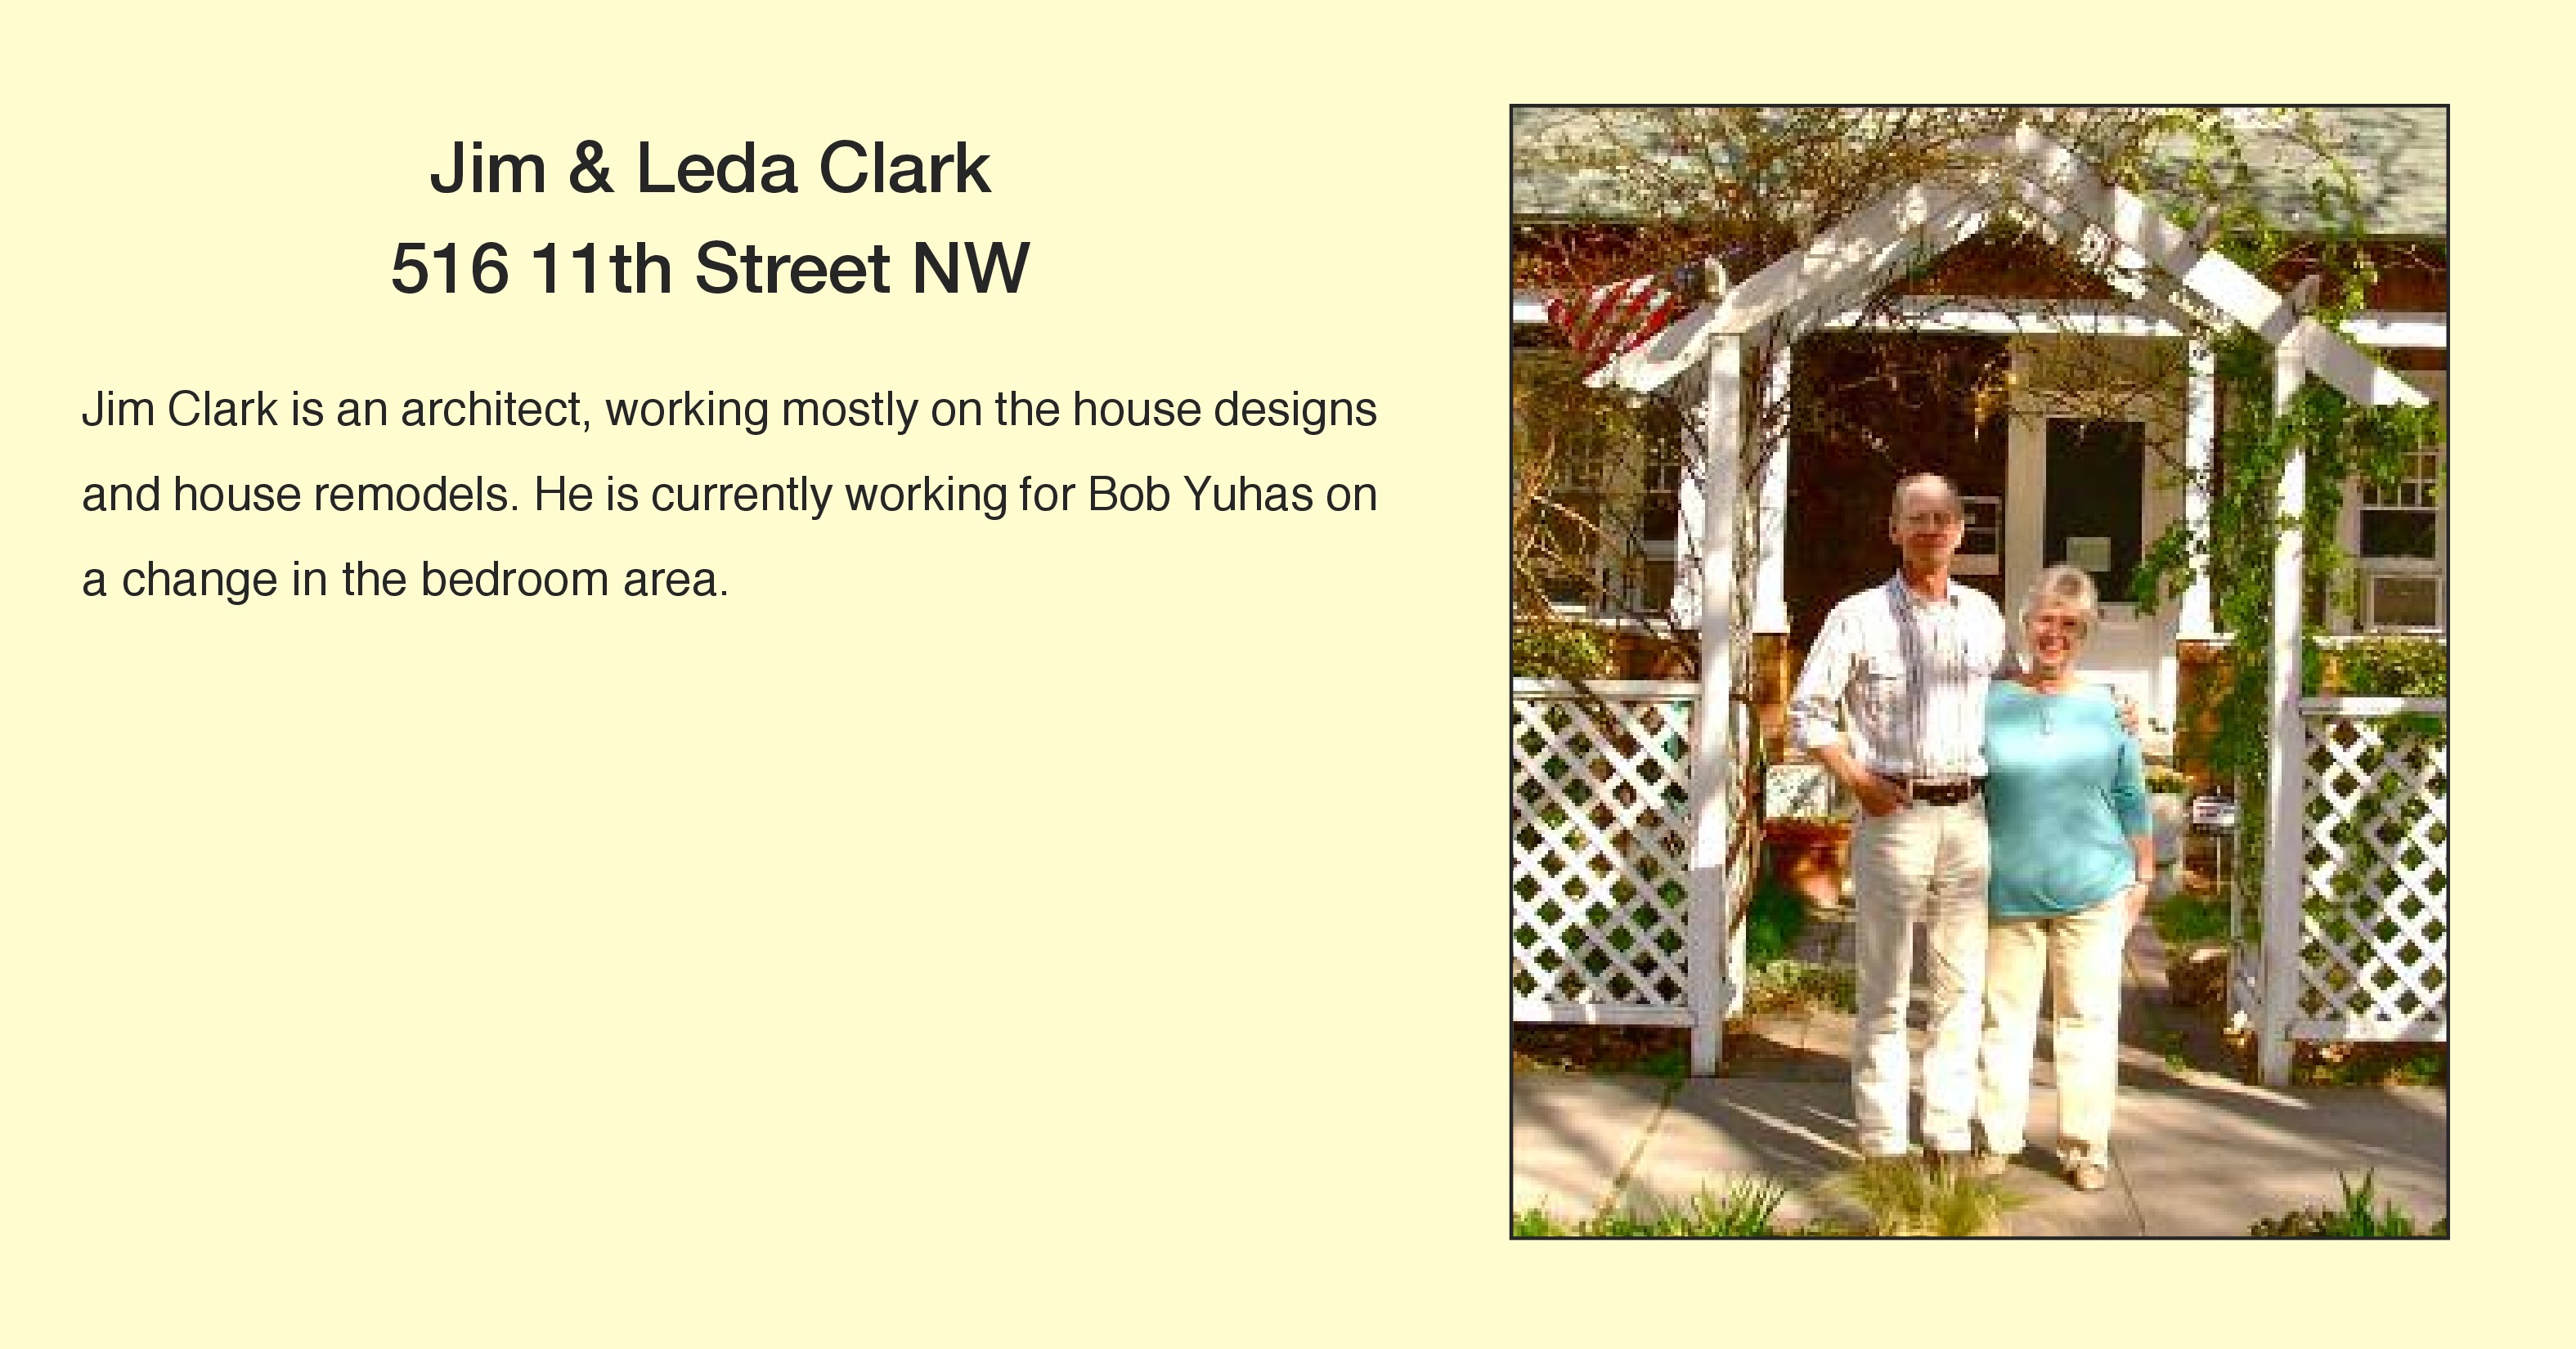 Jim & Leda Clark
516 11th Street NW
Jim Clark is an architect, working mostly on the house designs
and house remodels. He is currently working for Bob Yuhas on
a change in the bedroom area.